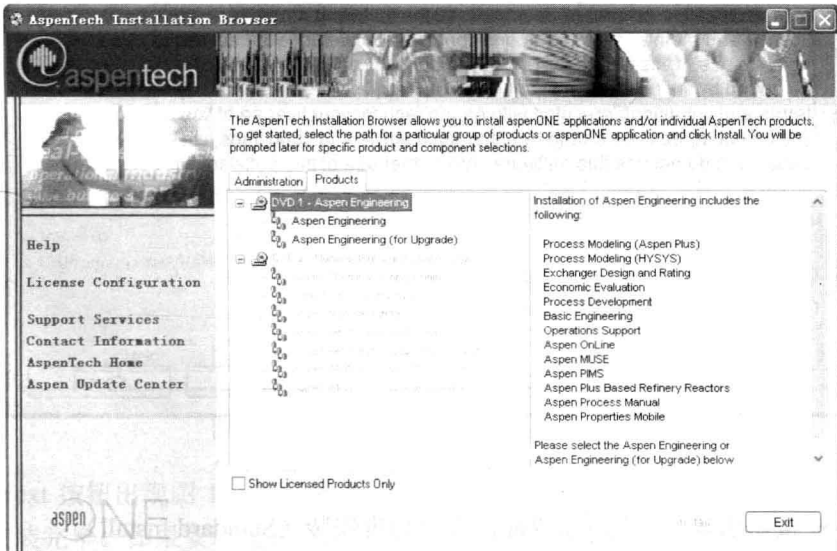 AspenTech Installation Browser
aspentech
The AspenTech Installation Browser allows you to install aspenONE applications and/or individual AspenTech products.
To get started, select the path for a particular group of products or aspenONE application and click Install. You will be
prompted later for specific product and component selections.
Administration
Products
DVD 1 - Aspen Engineering
Aspen Engineering
Aspen Engineering (for Upgrade)
Installation of Aspen Engineering includes the
following:
Process Modeling (Aspen Plus)
Process Modeling (HYSYS)
Exchanger Design and Rating
Economic Evaluation
Process Development
Basic Engineering
Operations Support
Aspen OnLine
Aspen MUSE
Aspen PIMS
Aspen Plus Based Refinery Reactors
Aspen Process Manual
Aspen Properties Mobile
Please select the Aspen Engineering or
Aspen Engineering (for Upgrade) below
Help
License Configuration
Support Services
Contact Information
AspenTech Home
Aspen Update Center
Show Licensed Products Only
aspen
ONE
Exit